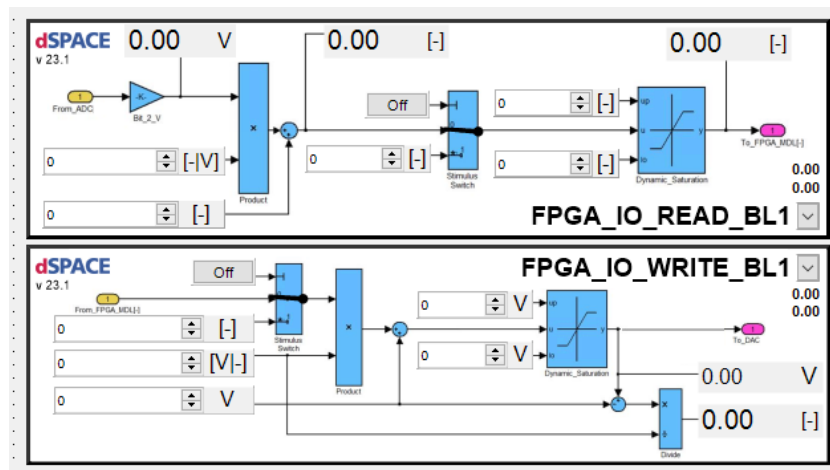 dSPACE 0.00 V 0.00 [-] 0.00 [-]
v 23.1
1
From_ADC
-K-
Bit_2_V
×
Product
Off
0 [-]
0 [-|V]
0 [-]
0 [-]
0 [-]
Stimulus
Switch
up
u y
lo
Dynamic_Saturation
1
To_FPGA_MDL[-]
0.00
0.00
FPGA_IO_READ_BL1
dSPACE
v 23.1
Off
FPGA_IO_WRITE_BL1
0.00
0.00
1
From_FPGA_MDL[-]
0 [-]
0 [V|-]
0 V
Stimulus
Switch
×
Product
0 V
0 V
up
u y
lo
Dynamic_Saturation
1
To_DAC
0.00 V
0.00 [-]
×
÷
Divide